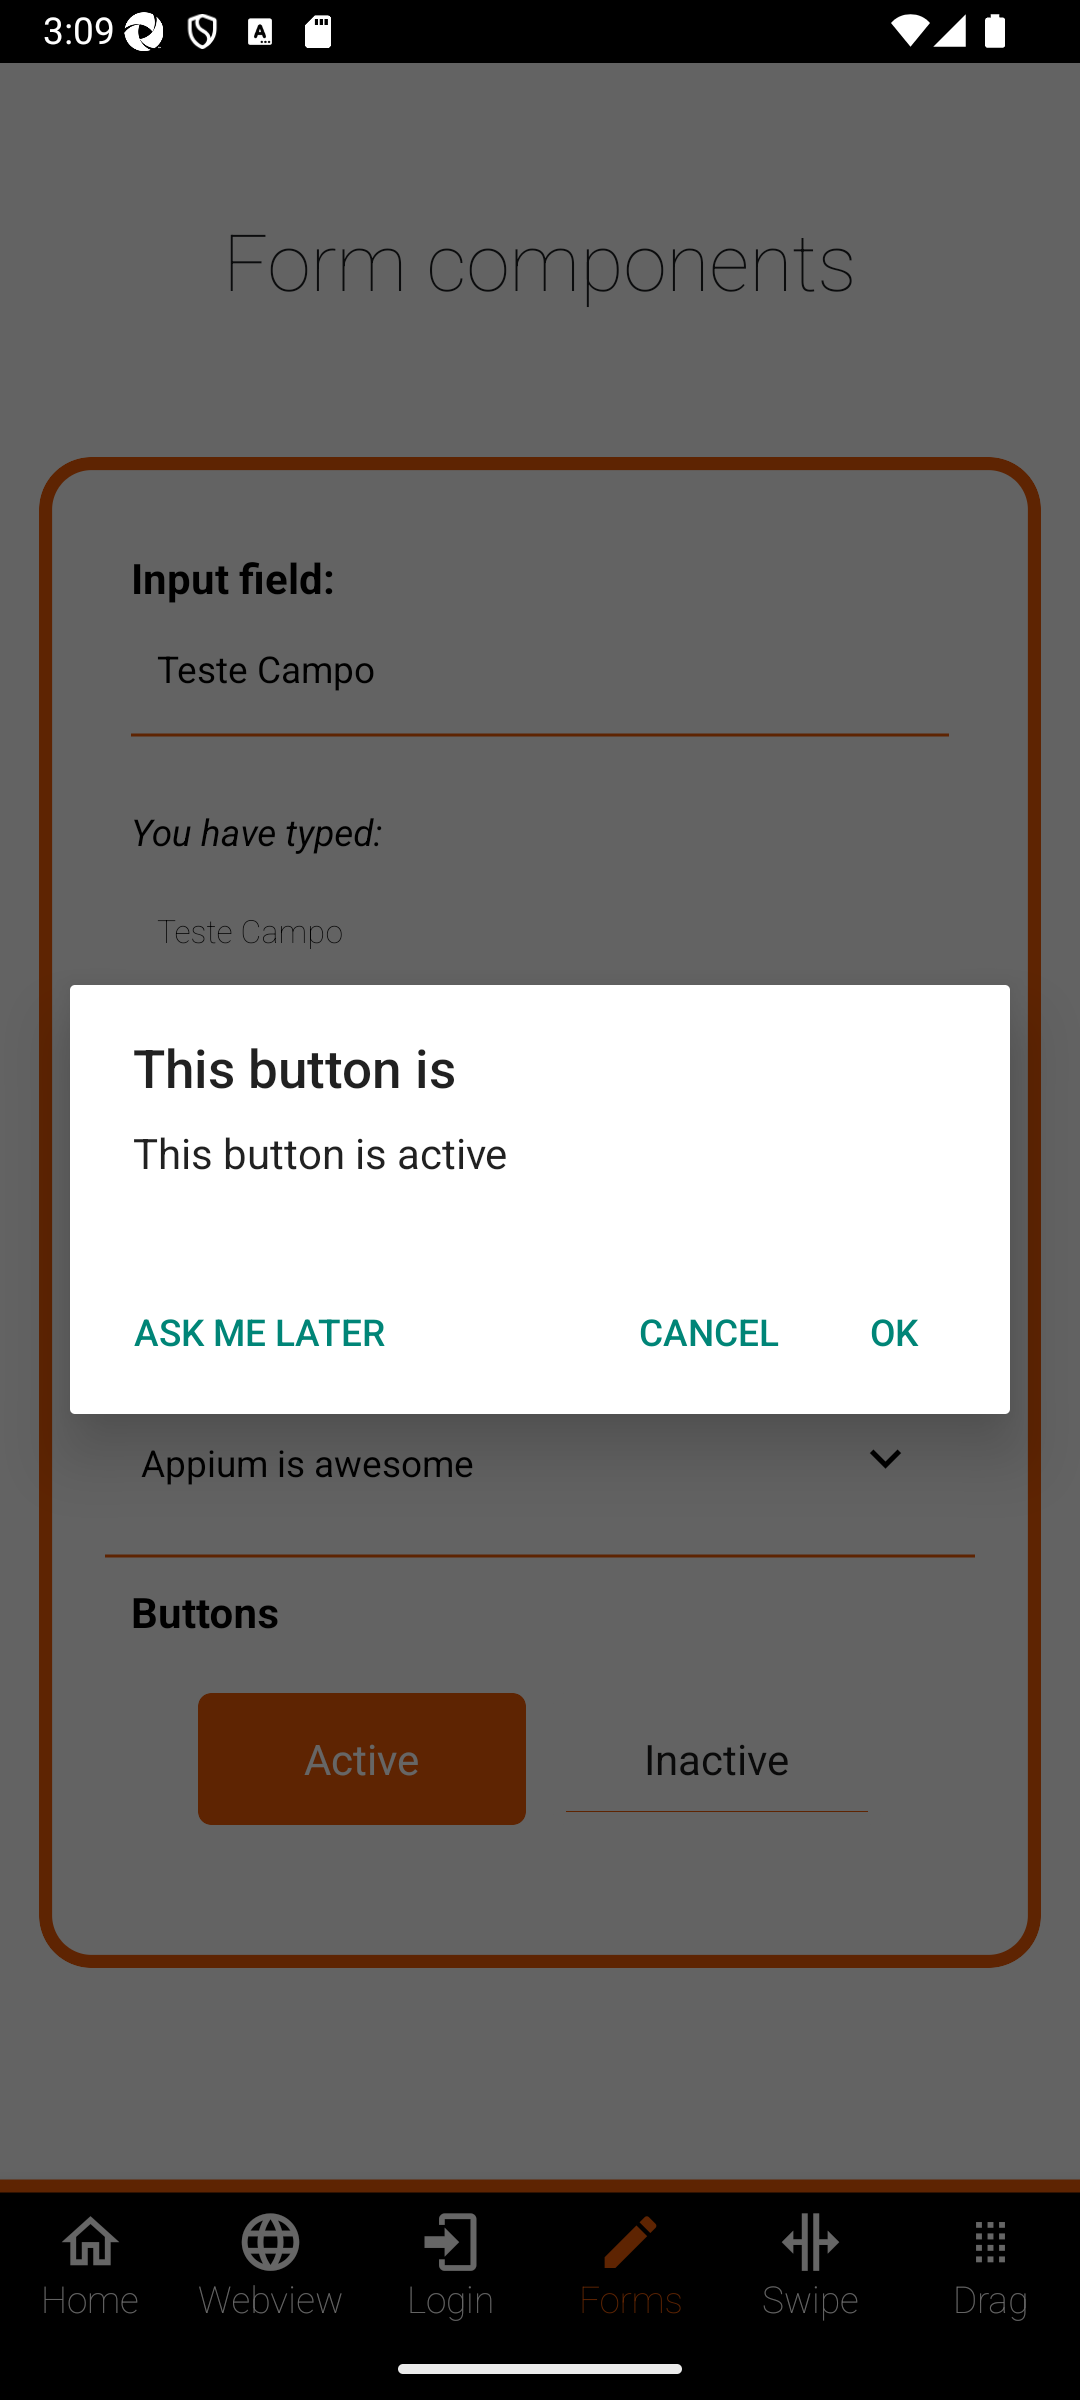 3:09
Form components
Input field:
Teste Campo
You have typed:
Teste Campo
This button is
This button is active
ASK ME LATER CANCEL OK
Appium is awesome
Buttons
Active Inactive
Home Webview Login Forms Swipe Drag